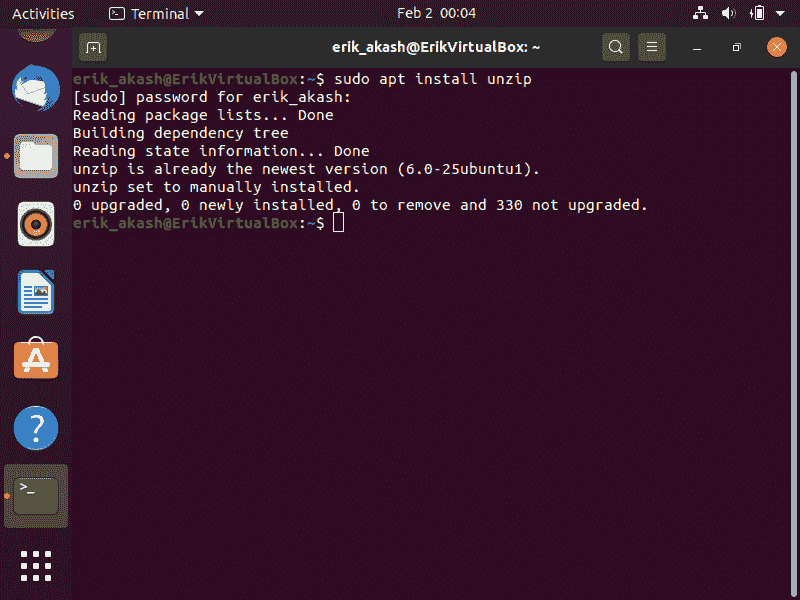 Activities Terminal Feb 2 00:04
erik_akash@ErikVirtualBox: ~
erik_akash@ErikVirtualBox:~$ sudo apt install unzip
[sudo] password for erik_akash:
Reading package lists... Done
Building dependency tree
Reading state information... Done
unzip is already the newest version (6.0-25ubuntu1).
unzip set to manually installed.
0 upgraded, 0 newly installed, 0 to remove and 330 not upgraded.
erik_akash@ErikVirtualBox:~$